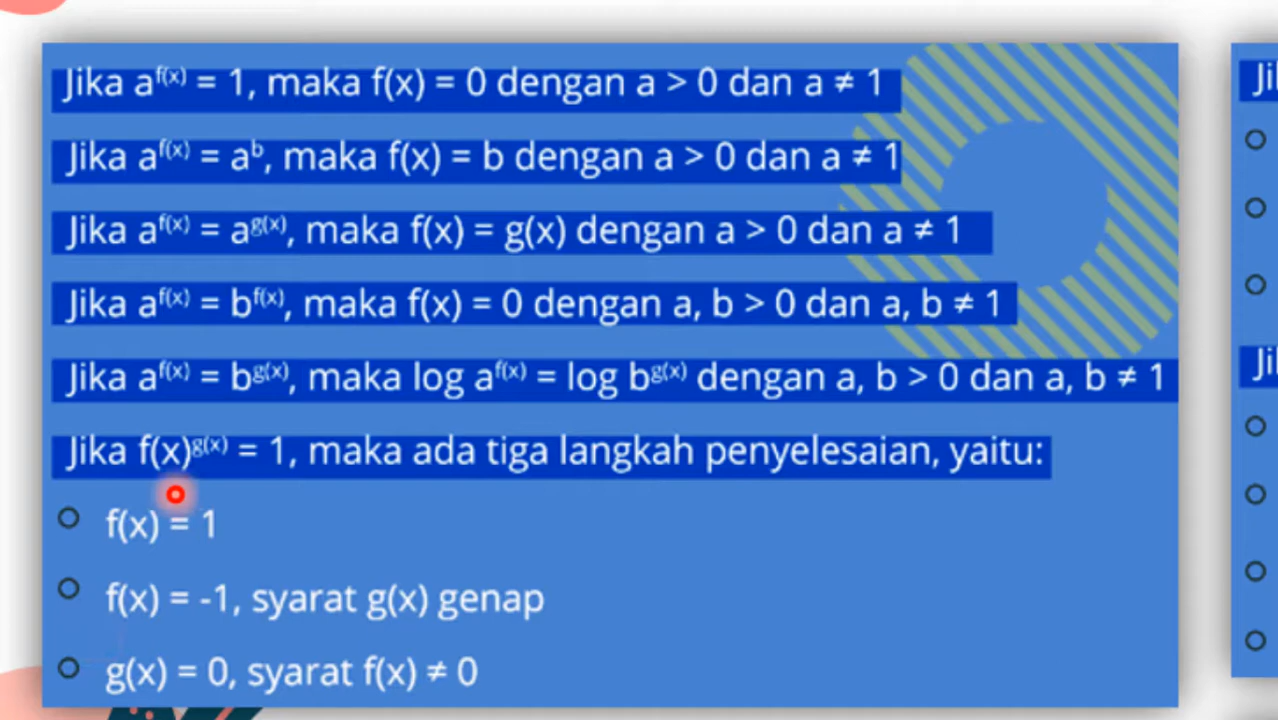 Jika a^f(x) = 1, maka f(x) = 0 dengan a > 0 dan a ≠ 1
Jika a^f(x) = a^b, maka f(x) = b dengan a > 0 dan a ≠ 1
Jika a^f(x) = a^g(x), maka f(x) = g(x) dengan a > 0 dan a ≠ 1
Jika a^f(x) = b^f(x), maka f(x) = 0 dengan a, b > 0 dan a, b ≠ 1
Jika a^f(x) = b^g(x), maka log a^f(x) = log b^g(x) dengan a, b > 0 dan a, b ≠ 1
Jika f(x)^g(x) = 1, maka ada tiga langkah penyelesaian, yaitu:
f(x) = 1
f(x) = -1, syarat g(x) genap
g(x) = 0, syarat f(x) ≠ 0